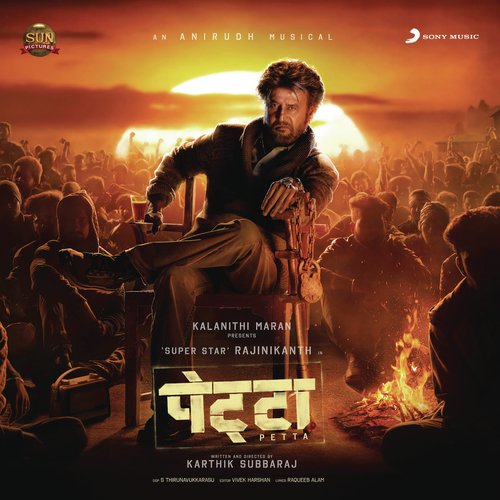 SUN
PICTURES
AN ANIRUDH MUSICAL
SONY MUSIC
KALANITHI MARAN
PRESENTS
'SUPER STAR' RAJINIKANTH IN
पेट्टा
PETTA
WRITTEN AND DIRECTED BY
KARTHIK SUBBARAJ
DOP S THIRUNAVUKKARASU EDITOR VIVEK HARSHAN LYRICS RAQUEEB ALAM